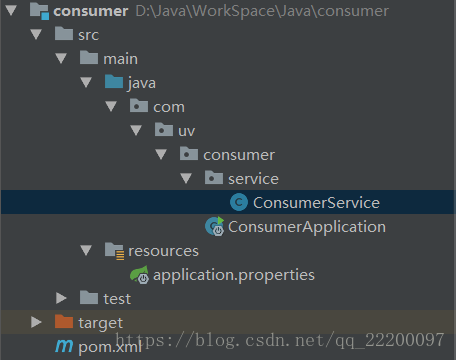 consumer D:\Java\WorkSpace\Java\consumer
src
main
java
com
uv
consumer
service
ConsumerService
ConsumerApplication
resources
application.properties
test
target
pom.xml
https://blog.csdn.net/qq_22200097